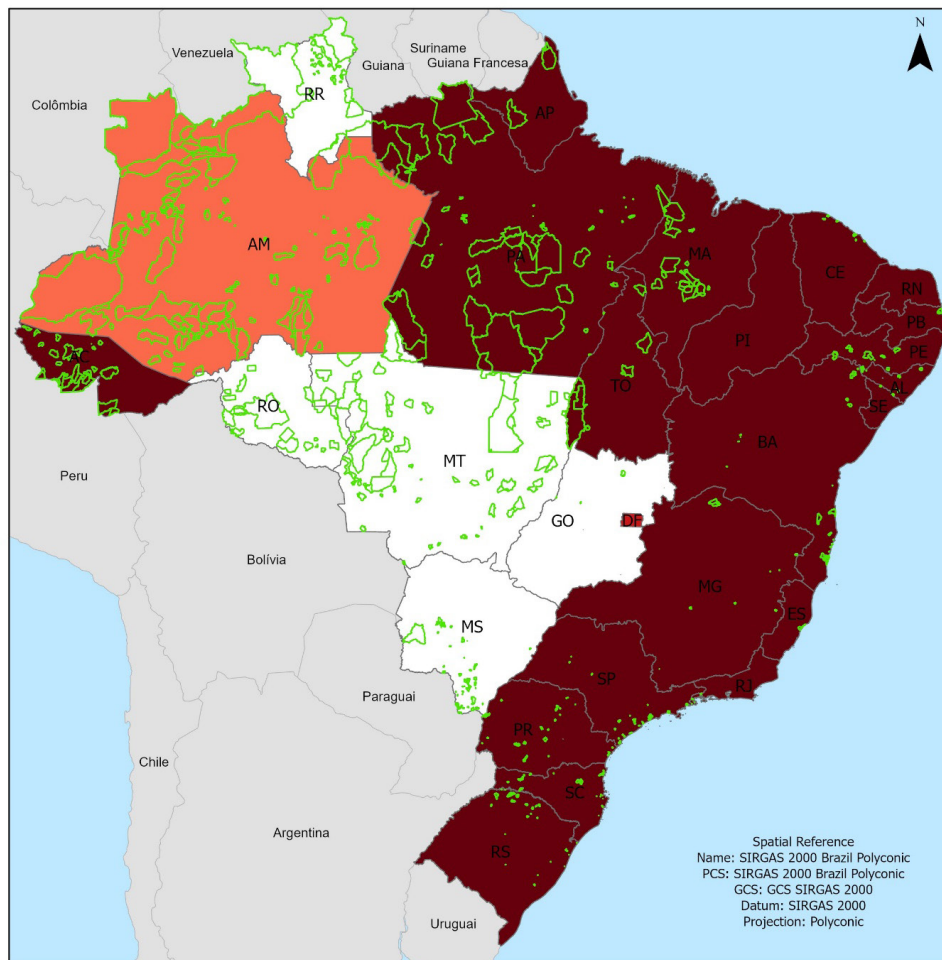 N
Venezuela
Suriname
Guiana
Guiana Francesa
Colômbia
RR
AP
AM
PA
MA
CE
RN
PB
PI
PE
AC
TO
AL
SE
RO
BA
MT
Peru
GO
DF
Bolívia
MG
MS
ES
SP
RJ
Paraguai
PR
Chile
SC
Argentina
RS
Uruguai
Spatial Reference
Name: SIRGAS 2000 Brazil Polyconic
PCS: SIRGAS 2000 Brazil Polyconic
GCS: GCS SIRGAS 2000
Datum: SIRGAS 2000
Projection: Polyconic